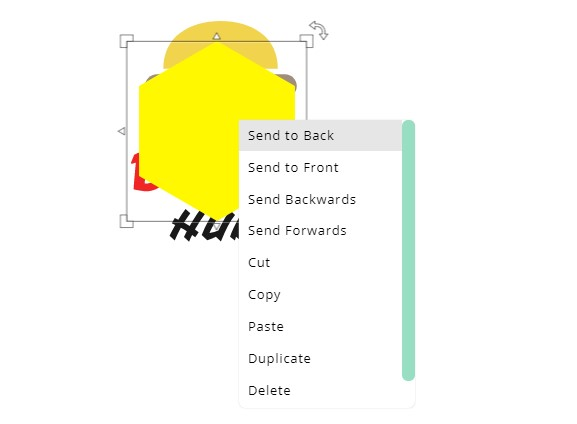 Send to Back
Send to Front
Send Backwards
Send Forwards
Cut
Copy
Paste
Duplicate
Delete